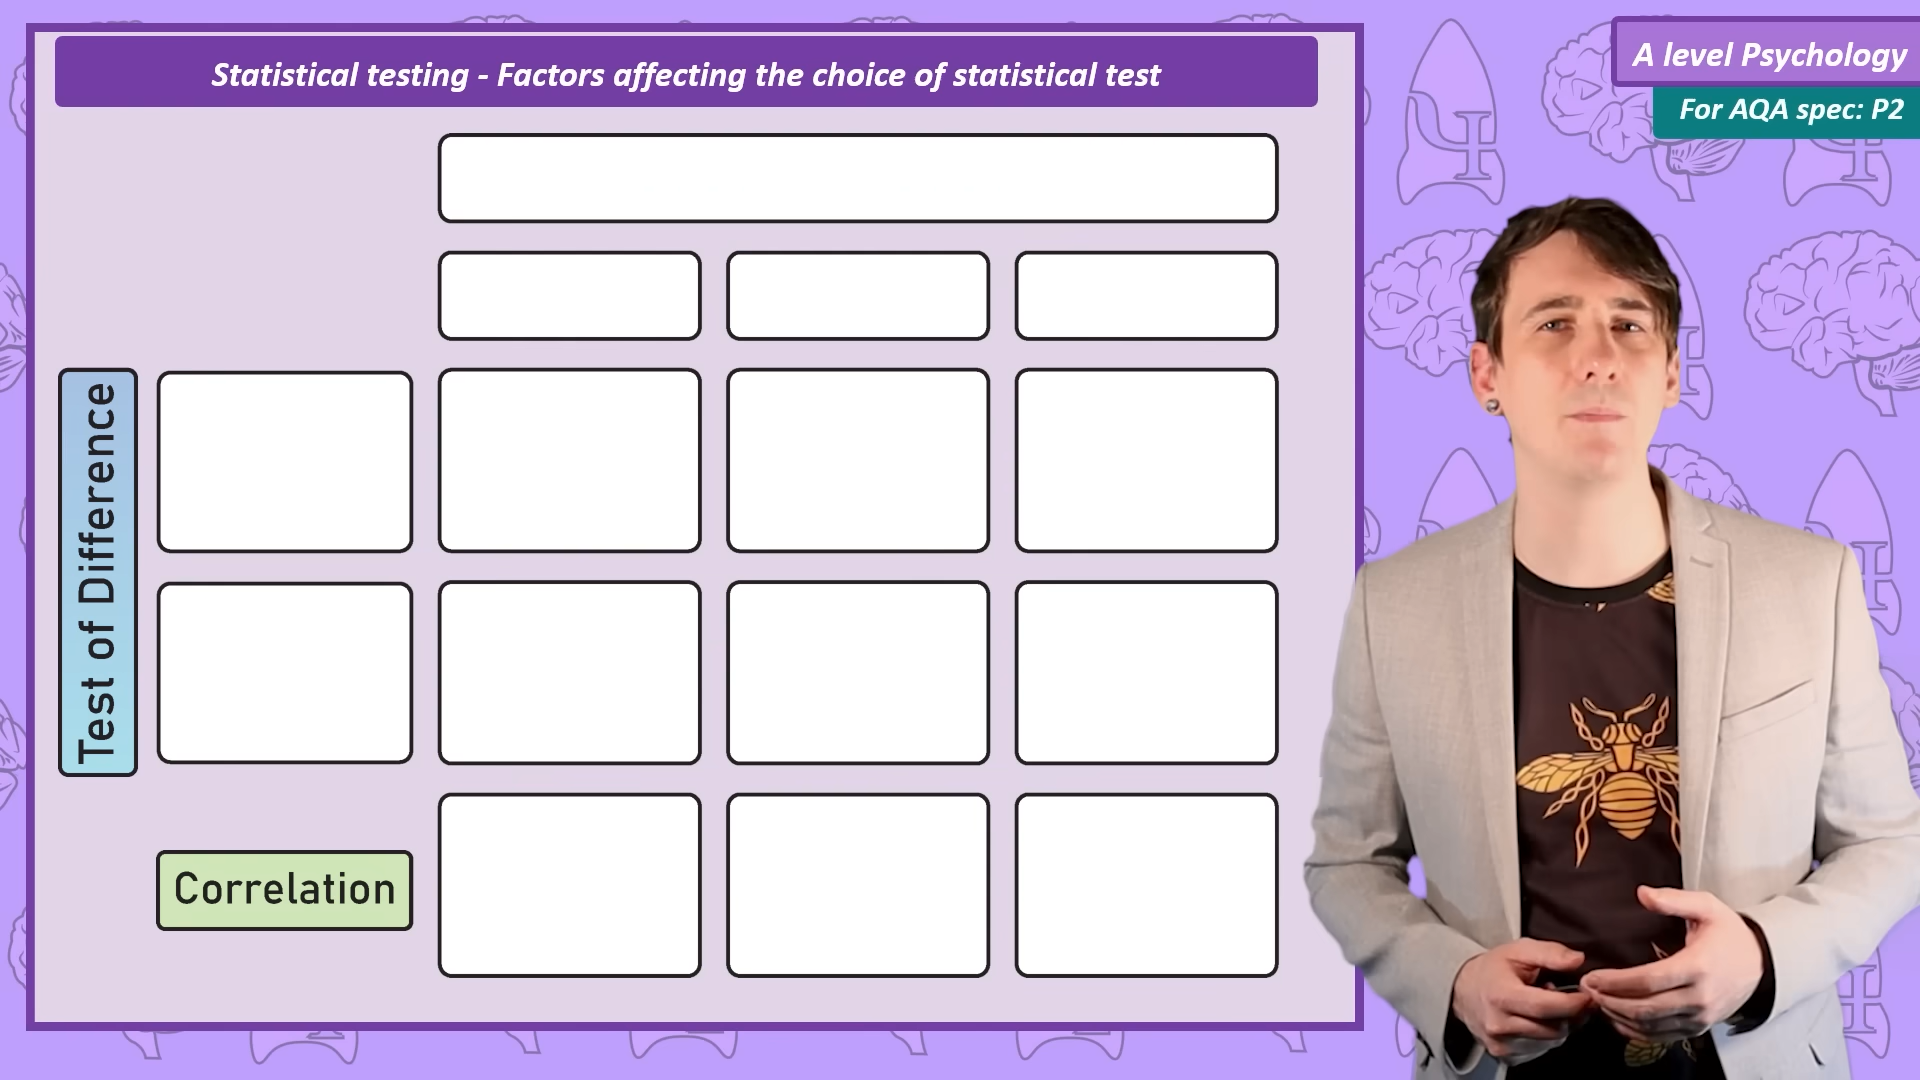 Statistical testing - Factors affecting the choice of statistical test
A level Psychology
For AQA spec: P2
Test of Difference
Correlation